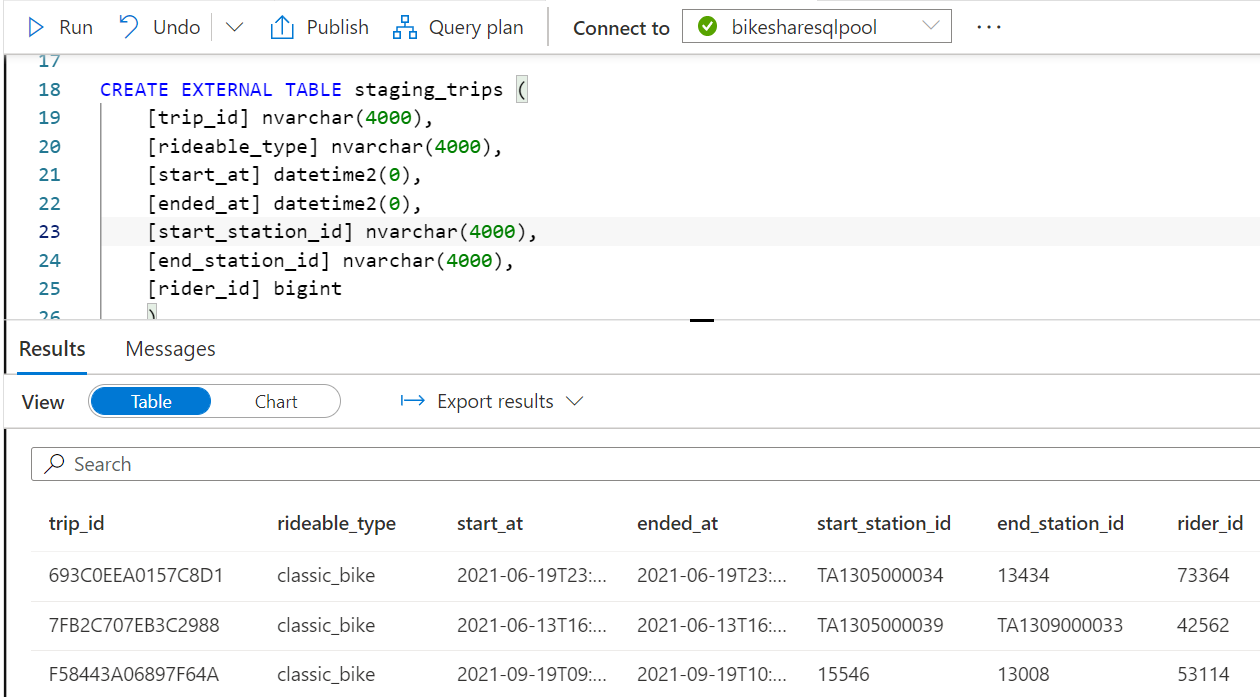 Run Undo Publish Query plan Connect to bikesharesqlpool ...
17
18 CREATE EXTERNAL TABLE staging_trips (
19 [trip_id] nvarchar(4000),
20 [rideable_type] nvarchar(4000),
21 [start_at] datetime2(0),
22 [ended_at] datetime2(0),
23 [start_station_id] nvarchar(4000),
24 [end_station_id] nvarchar(4000),
25 [rider_id] bigint
26 )
Results Messages
View Table Chart Export results
Search
trip_id rideable_type start_at ended_at start_station_id end_station_id rider_id
693C0EEA0157C8D1 classic_bike 2021-06-19T23:... 2021-06-19T23:... TA1305000034 13434 73364
7FB2C707EB3C2988 classic_bike 2021-06-13T16:... 2021-06-13T16:... TA1305000039 TA1309000033 42562
F58443A06897F64A classic_bike 2021-09-19T09:... 2021-09-19T10:... 15546 13008 53114